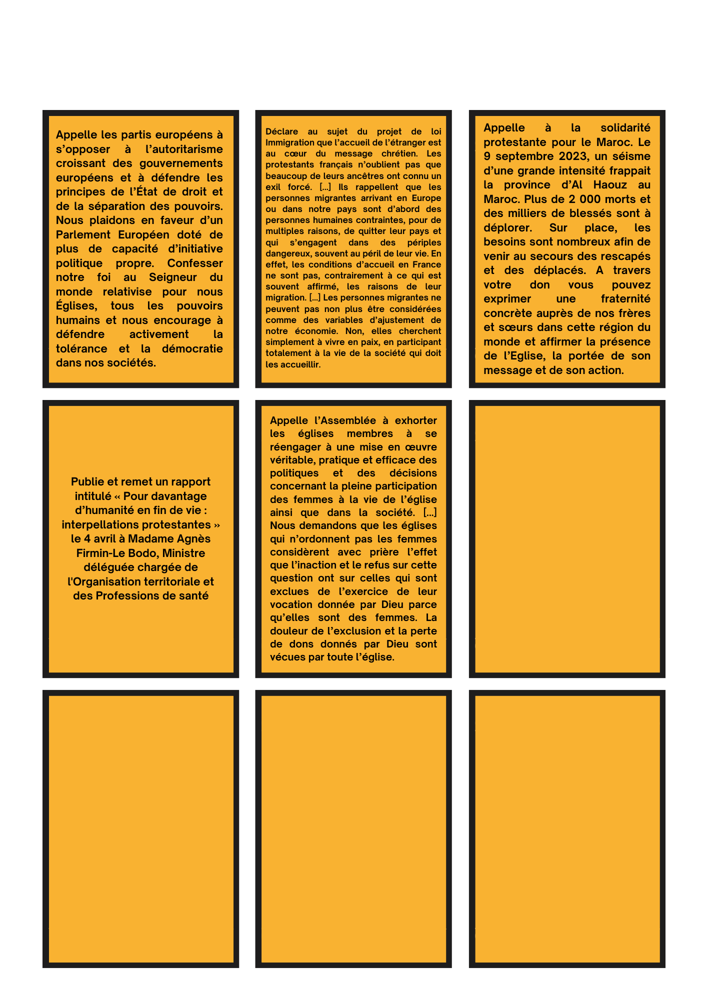 Appelle les partis européens à
s’opposer à l’autoritarisme
croissant des gouvernements
européens et à défendre les
principes de l’État de droit et
de la séparation des pouvoirs.
Nous plaidons en faveur d’un
Parlement Européen doté de
plus de capacité d’initiative
politique propre. Confesser
notre foi au Seigneur du
monde relativise pour nous
Églises, tous les pouvoirs
humains et nous encourage à
défendre activement la
tolérance et la démocratie
dans nos sociétés.
Déclare au sujet du projet de loi
Immigration que l’accueil de l’étranger est
au cœur du message chrétien. Les
protestants français n’oublient pas que
beaucoup de leurs ancêtres ont connu un
exil forcé. [...] Ils rappellent que les
personnes migrantes arrivant en Europe
ou dans notre pays sont d’abord des
personnes humaines contraintes, pour de
multiples raisons, de quitter leur pays et
qui s’engagent dans des périples
dangereux, souvent au péril de leur vie. En
effet, les conditions d’accueil en France
ne sont pas, contrairement à ce qui est
souvent affirmé, les raisons de leur
migration. [...] Les personnes migrantes ne
peuvent pas non plus être considérées
comme des variables d’ajustement de
notre économie. Non, elles cherchent
simplement à vivre en paix, en participant
totalement à la vie de la société qui doit
les accueillir.
Appelle à la solidarité
protestante pour le Maroc. Le
9 septembre 2023, un séisme
d’une grande intensité frappait
la province d’Al Haouz au
Maroc. Plus de 2 000 morts et
des milliers de blessés sont à
déplorer. Sur place, les
besoins sont nombreux afin de
venir au secours des rescapés
et des déplacés. A travers
votre don vous pouvez
exprimer une fraternité
concrète auprès de nos frères
et sœurs dans cette région du
monde et affirmer la présence
de l’Eglise, la portée de son
message et de son action.
Publie et remet un rapport
intitulé « Pour davantage
d’humanité en fin de vie :
interpellations protestantes »
le 4 avril à Madame Agnès
Firmin-Le Bodo, Ministre
déléguée chargée de
l'Organisation territoriale et
des Professions de santé
Appelle l’Assemblée à exhorter
les églises membres à se
réengager à une mise en œuvre
véritable, pratique et efficace des
politiques et des décisions
concernant la pleine participation
des femmes à la vie de l’église
ainsi que dans la société. [...]
Nous demandons que les églises
qui n’ordonnent pas les femmes
considèrent avec prière l’effet
que l’inaction et le refus sur cette
question ont sur celles qui sont
exclues de l’exercice de leur
vocation donnée par Dieu parce
qu’elles sont des femmes. La
douleur de l’exclusion et la perte
de dons donnés par Dieu sont
vécues par toute l’église.